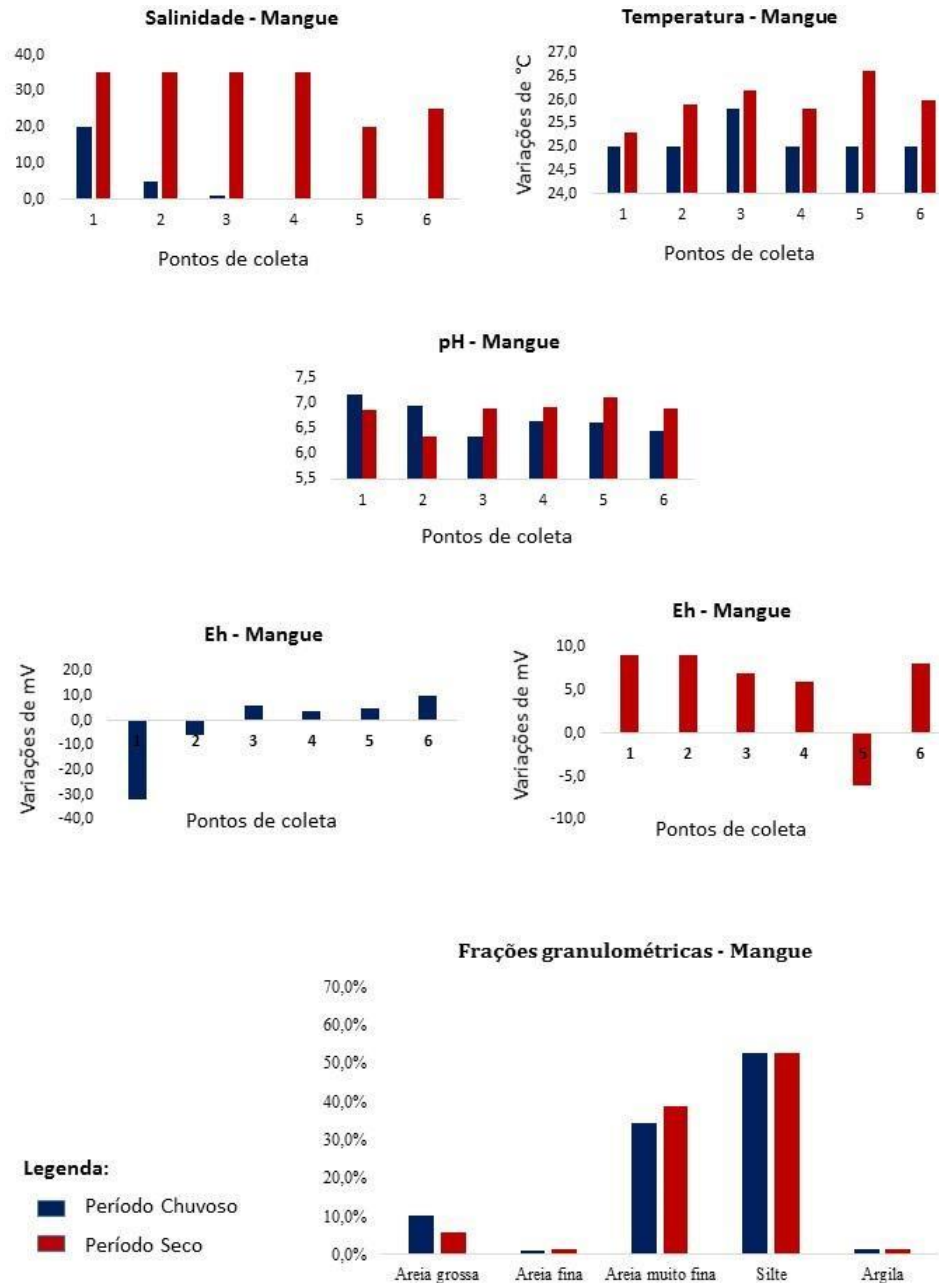 Salinidade - Mangue
40,0
30,0
20,0
10,0
0,0
1 2 3 4 5 6
Pontos de coleta
Temperatura - Mangue
Variações de °C
27,0
26,5
26,0
25,5
25,0
24,5
24,0
1 2 3 4 5 6
Pontos de coleta
pH - Mangue
7,5
7,0
6,5
6,0
5,5
1 2 3 4 5 6
Pontos de coleta
Eh - Mangue
Variações de mV
20,0
10,0
0,0
-10,0
-20,0
-30,0
-40,0
1 2 3 4 5 6
Pontos de coleta
Eh - Mangue
Variações de mV
10,0
5,0
0,0
-5,0
-10,0
1 2 3 4 5 6
Pontos de coleta
Frações granulométricas - Mangue
70,0%
60,0%
50,0%
40,0%
30,0%
20,0%
10,0%
0,0%
Areia grossa Areia fina Areia muito fina Silte Argila
Legenda:
Período Chuvoso
Período Seco